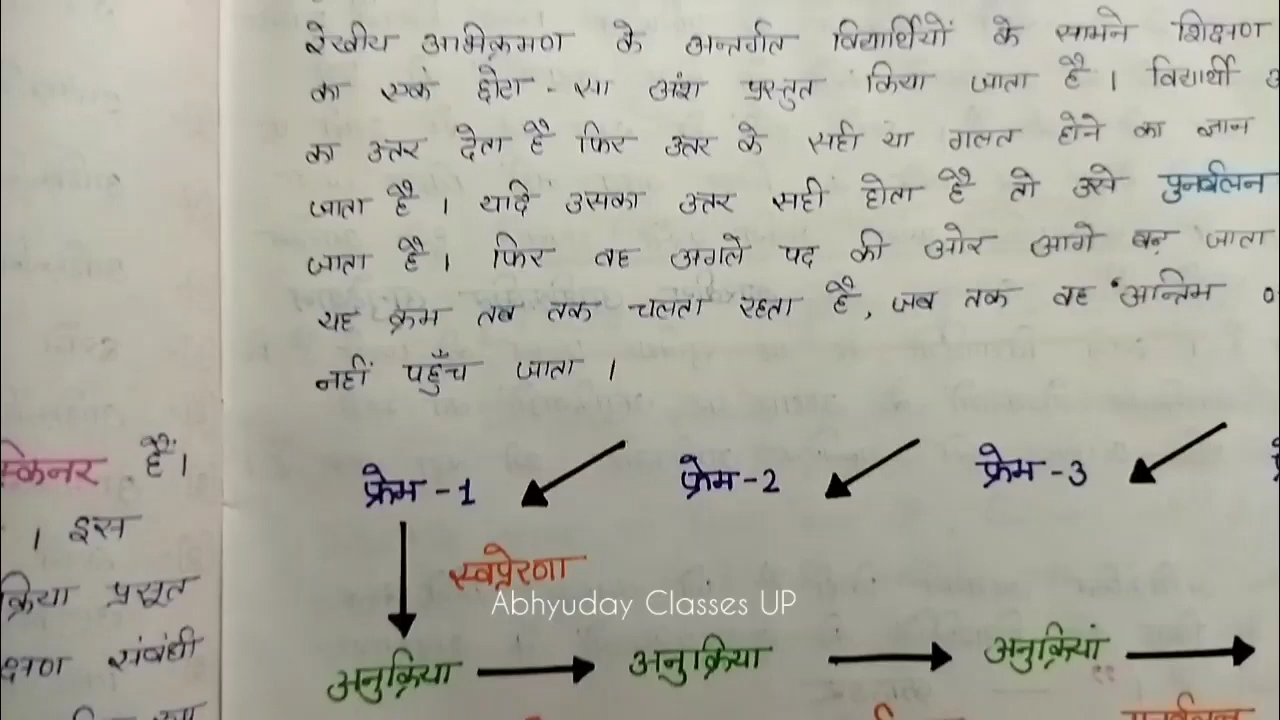 रेखीय अभिक्रमण के अन्तर्गत विद्यार्थियों के सामने शिक्षण
का एक छोटा - सा अंश प्रस्तुत किया जाता है । विद्यार्थी
का उत्तर देता है फिर उत्तर के सही या गलत होने का ज्ञान
जाता है । यदि उसका उत्तर सही होता है तो उसे पुनर्बलन
जाता है । फिर वह अगले पद की ओर आगे बढ़ जाता
यह क्रम तब तक चलता रहता है, जब तक वह अन्तिम
नहीं पहुँच जाता ।
स्किनर हैं।
। इस
क्रिया प्रसूत
क्षण संबंधी
फ्रेम - 1 फ्रेम - 2 फ्रेम - 3
स्वप्रेरणा
Abhyuday Classes UP
अनुक्रिया अनुक्रिया अनुक्रिया